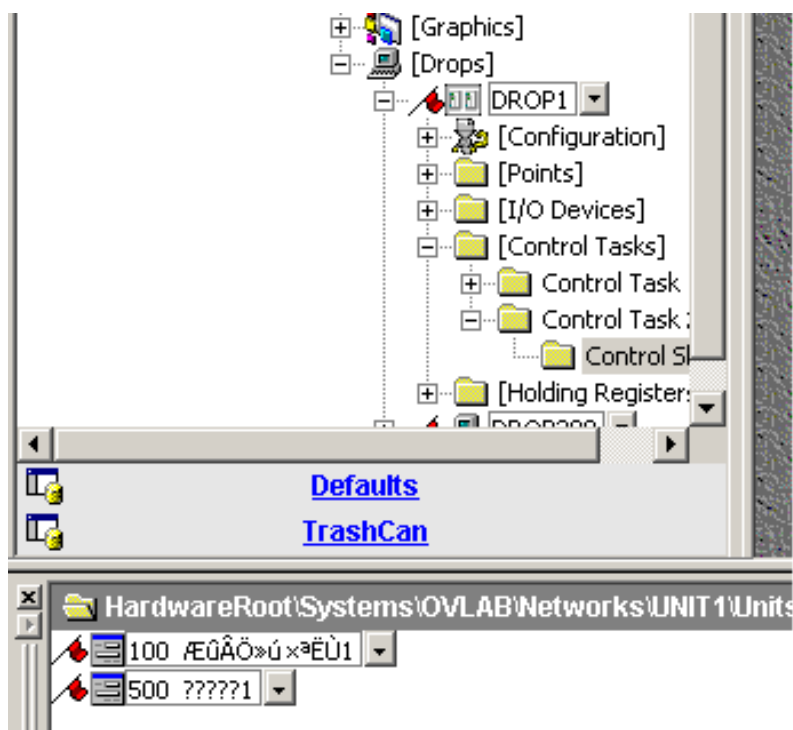 [Graphics]
[Drops]
DROP1
[Configuration]
[Points]
[I/O Devices]
[Control Tasks]
Control Task
Control Task
Control
[Holding Registers
Defaults
TrashCan
HardwareRoot\Systems\OVLAB\Networks\UNIT1\Units
100 ÆûÂÖ»ú×ªËÙ1
500 ?????1